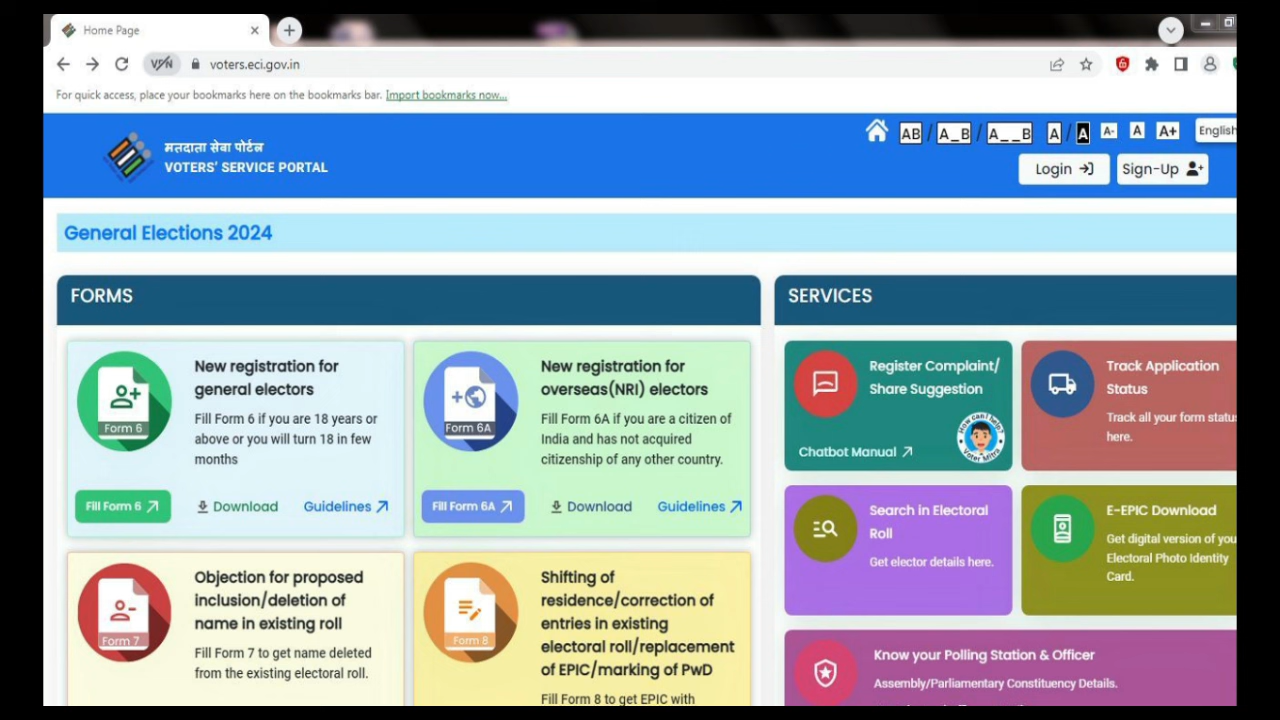 Home Page
VPN
voters.eci.gov.in
For quick access, place your bookmarks here on the bookmarks bar. Import bookmarks now...
मतदाता सेवा पोर्टल
VOTERS' SERVICE PORTAL
AB / A_B / A__B A / A A- A A+ English
Login
Sign-Up
General Elections 2024
FORMS
Form 6
New registration for
general electors
Fill Form 6 if you are 18 years or
above or you will turn 18 in few
months
Fill Form 6
Download
Guidelines
Form 6A
New registration for
overseas(NRI) electors
Fill Form 6A if you are a citizen of
India and has not acquired
citizenship of any other country.
Fill Form 6A
Download
Guidelines
Form 7
Objection for proposed
inclusion/deletion of
name in existing roll
Fill Form 7 to get name deleted
from the existing electoral roll.
Form 8
Shifting of
residence/correction of
entries in existing
electoral roll/replacement
of EPIC/marking of PwD
Fill Form 8 to get EPIC with
SERVICES
Register Complaint/
Share Suggestion
Chatbot Manual
How can I help?
Voter Mitra
Track Application
Status
Track all your form status
here.
Search in Electoral
Roll
Get elector details here.
E-EPIC Download
Get digital version of you
Electoral Photo Identity
Card.
Know your Polling Station & Officer
Assembly/Parliamentary Constituency Details.